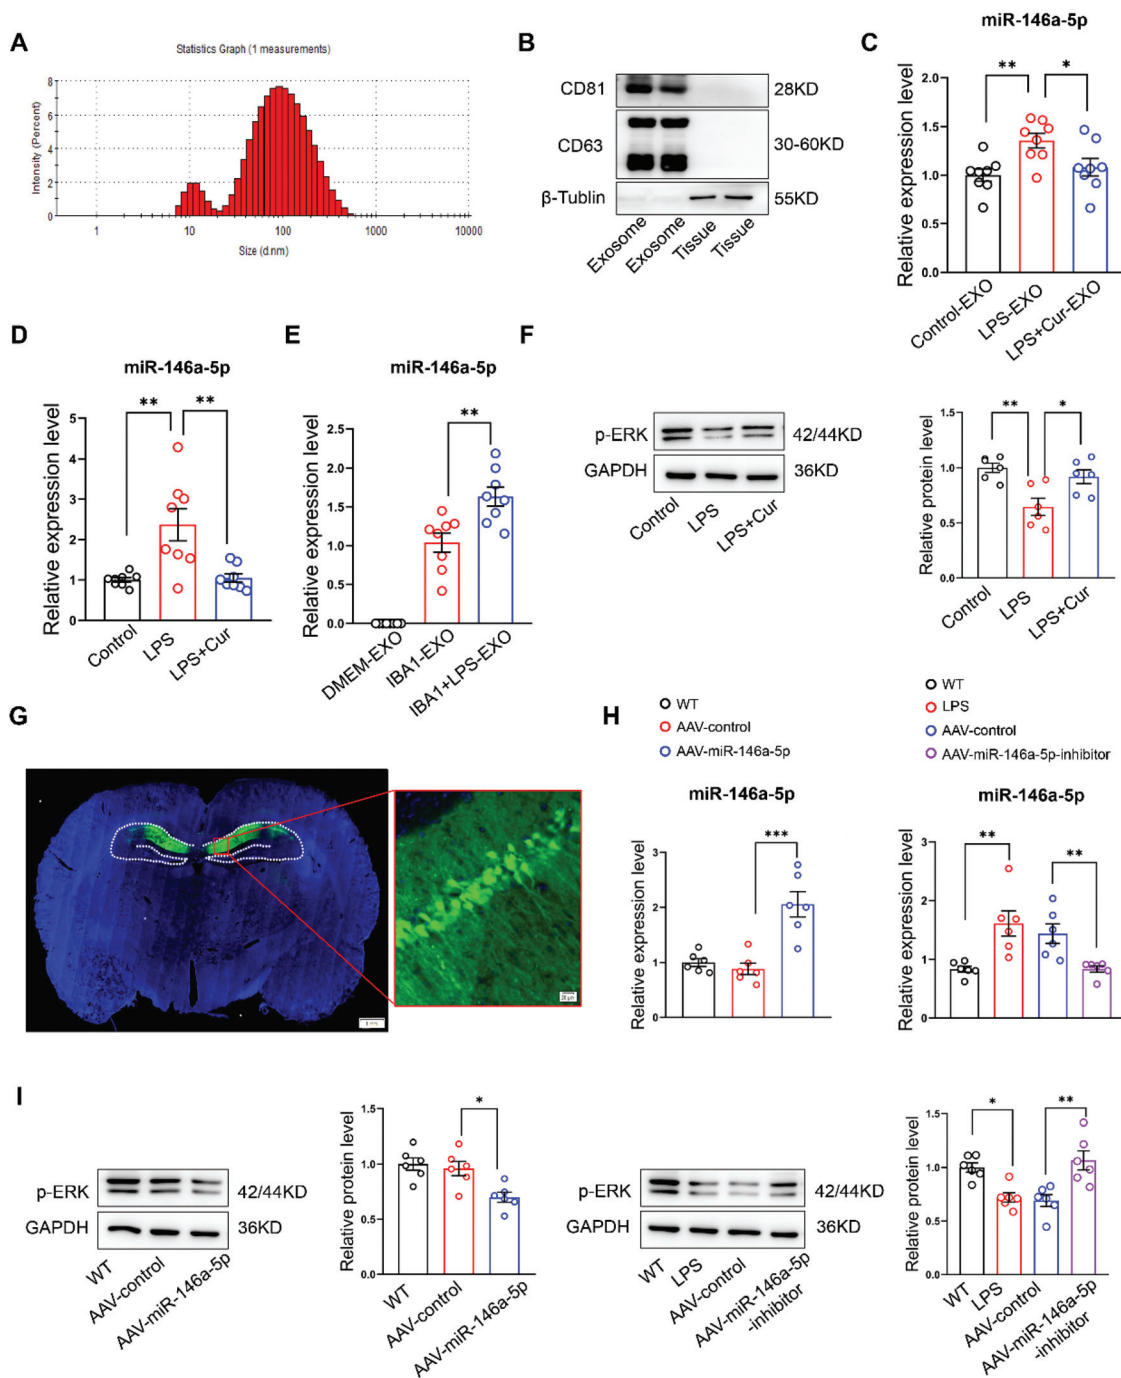 A
Statistics Graph (1 measurements)
Intensity (Percent)
8
6
4
2
0
1
10
100
1000
10000
Size (d.nm)
B
CD81
28KD
CD63
30-60KD
β-Tublin
55KD
Exosome
Exosome
Tissue
Tissue
C
miR-146a-5p
Relative expression level
2.0
1.5
1.0
0.5
0.0
**
*
Control-EXO
LPS-EXO
LPS+Cur-EXO
D
miR-146a-5p
Relative expression level
5
4
3
2
1
0
**
**
Control
LPS
LPS+Cur
E
miR-146a-5p
Relative expression level
2.5
2.0
1.5
1.0
0.5
0.0
**
DMEM-EXO
IBA1-EXO
IBA1+LPS-EXO
F
p-ERK
42/44KD
GAPDH
36KD
Control
LPS
LPS+Cur
Relative protein level
1.5
1.0
0.5
0.0
**
*
Control
LPS
LPS+Cur
G
1 mm
20 μm
H
WT
AAV-control
AAV-miR-146a-5p
miR-146a-5p
Relative expression level
3
2
1
0
***
WT
LPS
AAV-control
AAV-miR-146a-5p-inhibitor
miR-146a-5p
Relative expression level
3
2
1
0
**
**
I
p-ERK
42/44KD
GAPDH
36KD
WT
AAV-control
AAV-miR-146a-5p
Relative protein level
1.5
1.0
0.5
0.0
*
WT
AAV-control
AAV-miR-146a-5p
p-ERK
42/44KD
GAPDH
36KD
WT
LPS
AAV-control
AAV-miR-146a-5p
-inhibitor
Relative protein level
1.5
1.0
0.5
0.0
*
**
WT
LPS
AAV-control
AAV-miR-146a-5p
-inhibitor